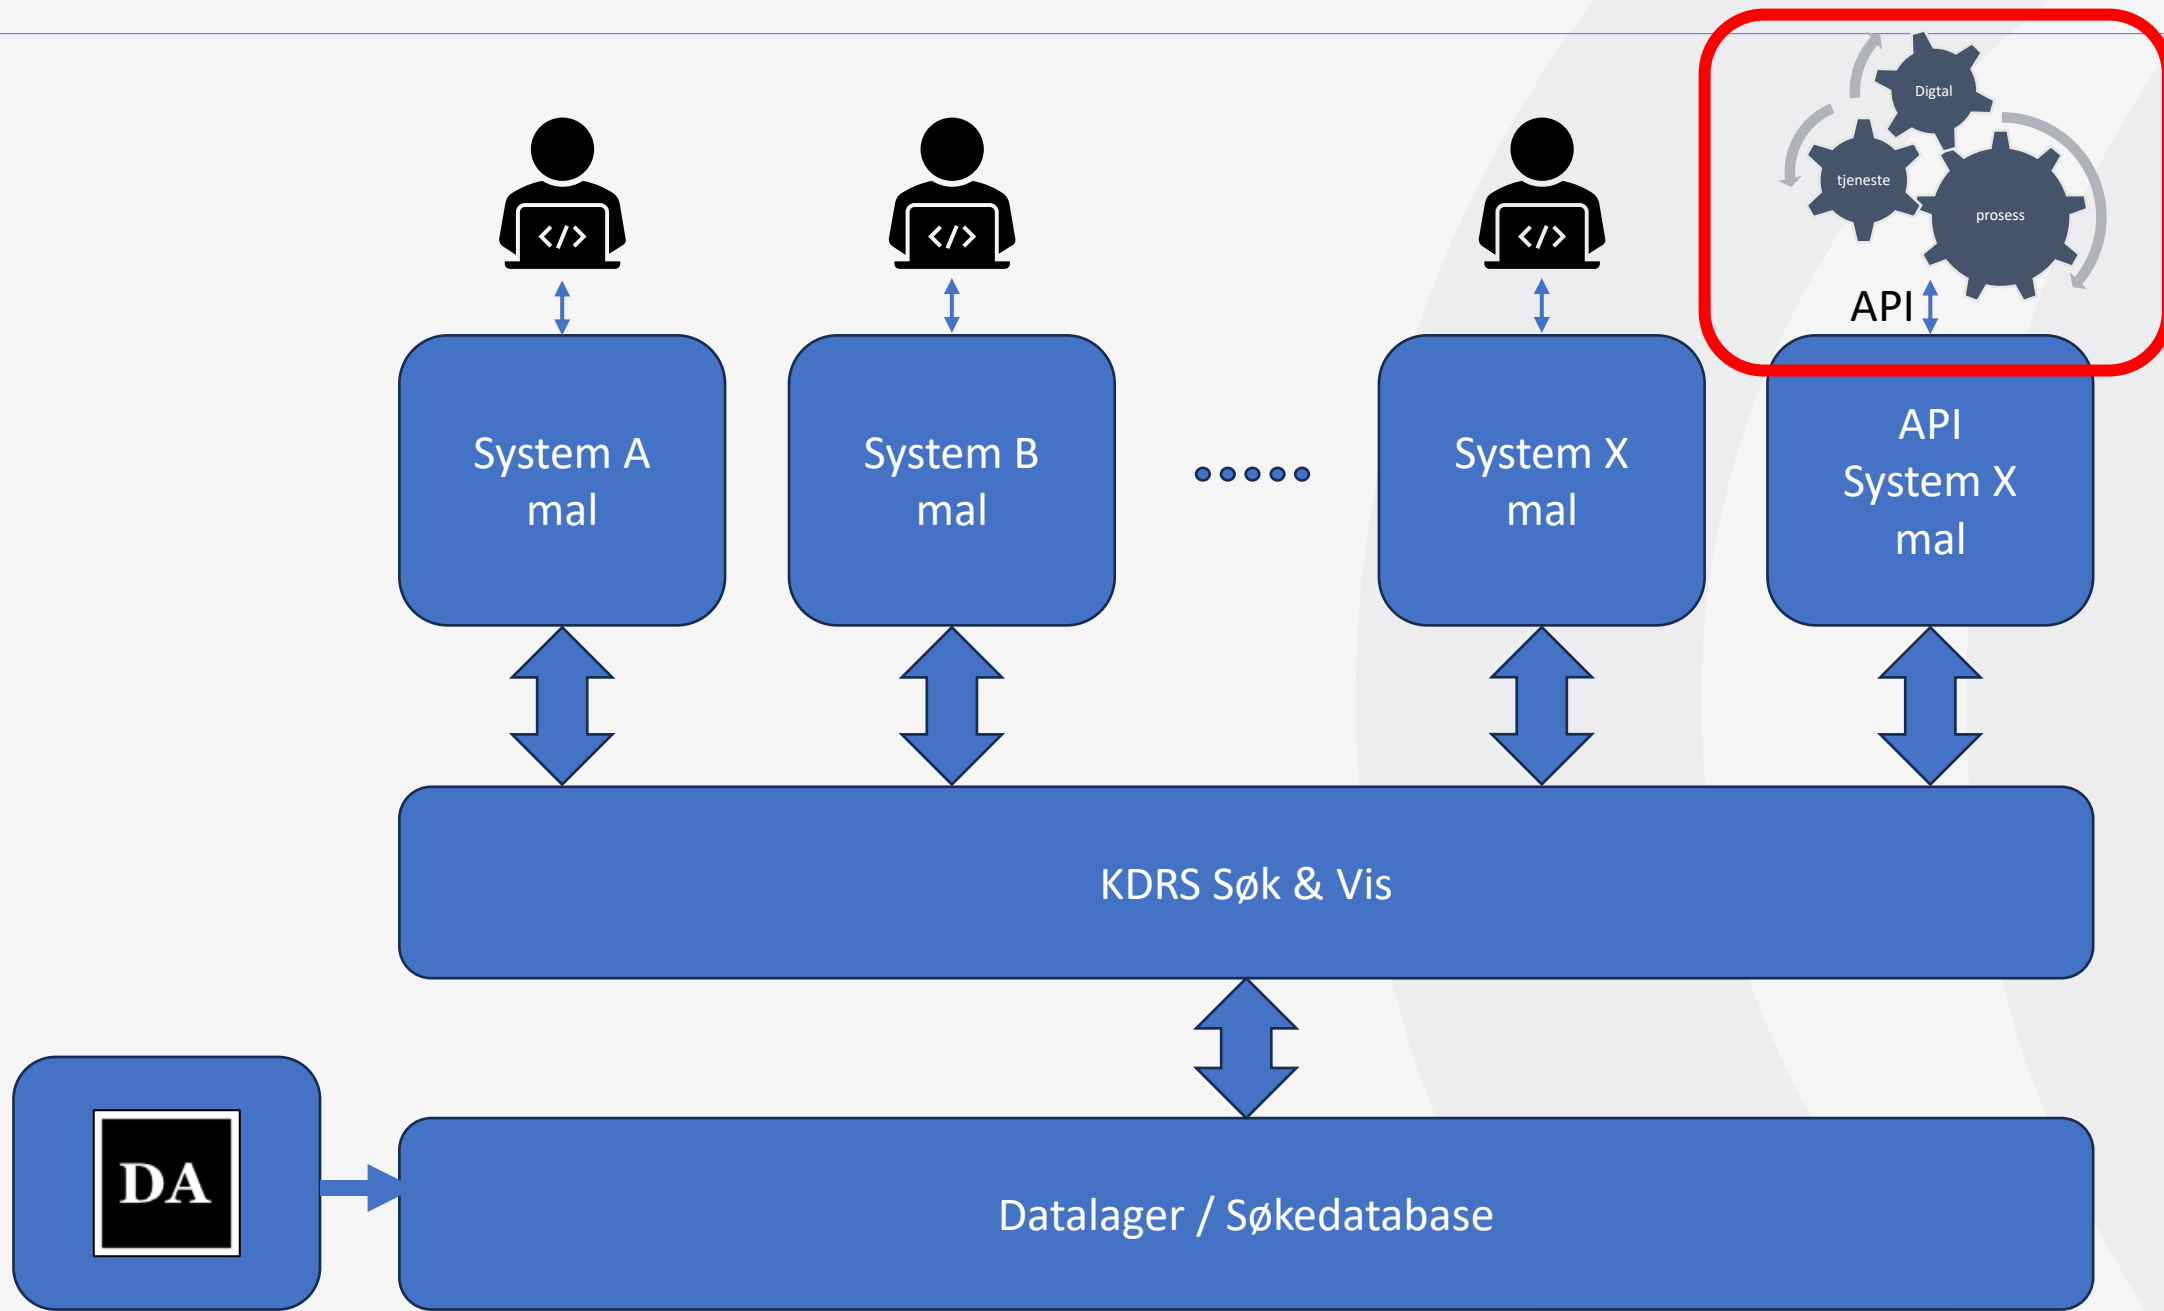 Digtal
tjeneste
prosess
</>
</>
</>
API
System A
mal
System B
mal
System X
mal
API
System X
mal
KDRS Søk & Vis
DA
Datalager / Søkedatabase